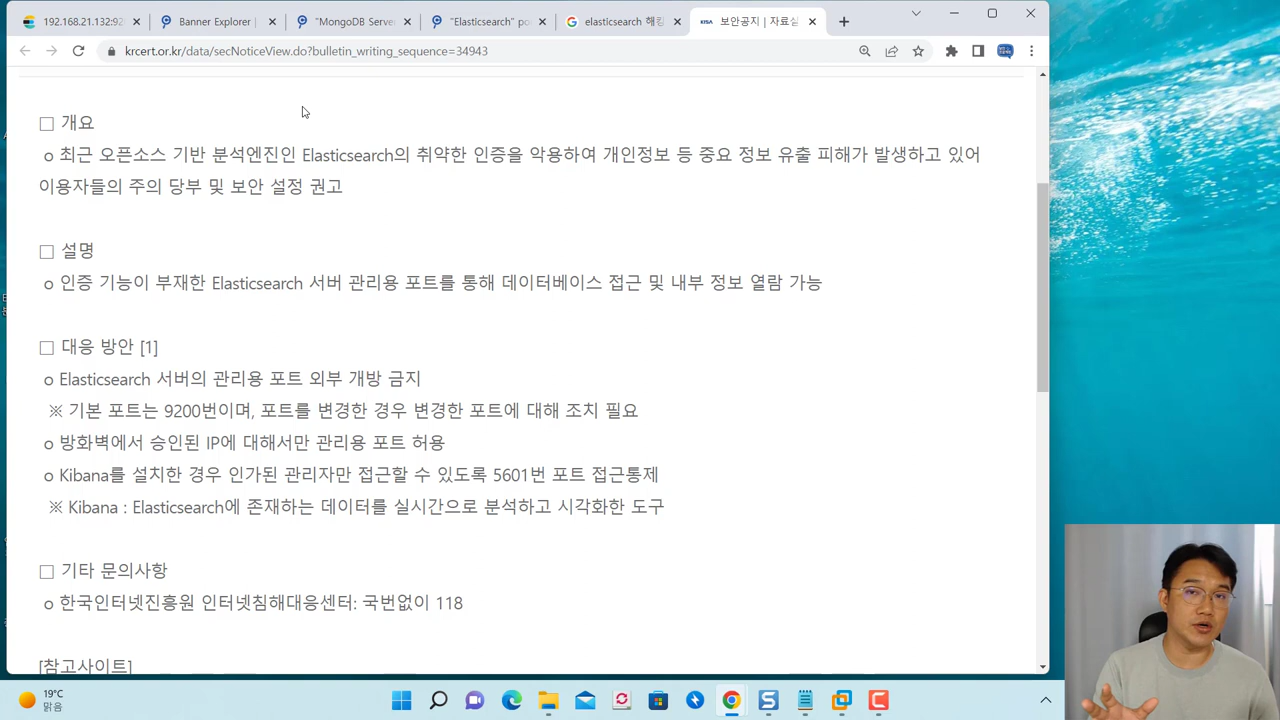 192.168.21.132:92
Banner Explorer |
"MongoDB Serve
"Elasticsearch" po
elasticsearch 해킹
KISA 보안공지 | 자료실
krcert.or.kr/data/secNoticeView.do?bulletin_writing_sequence=34943
□ 개요
o 최근 오픈소스 기반 분석엔진인 Elasticsearch의 취약한 인증을 악용하여 개인정보 등 중요 정보 유출 피해가 발생하고 있어
이용자들의 주의 당부 및 보안 설정 권고
□ 설명
o 인증 기능이 부재한 Elasticsearch 서버 관리용 포트를 통해 데이터베이스 접근 및 내부 정보 열람 가능
□ 대응 방안 [1]
o Elasticsearch 서버의 관리용 포트 외부 개방 금지
※ 기본 포트는 9200번이며, 포트를 변경한 경우 변경한 포트에 대해 조치 필요
o 방화벽에서 승인된 IP에 대해서만 관리용 포트 허용
o Kibana를 설치한 경우 인가된 관리자만 접근할 수 있도록 5601번 포트 접근통제
※ Kibana : Elasticsearch에 존재하는 데이터를 실시간으로 분석하고 시각화한 도구
□ 기타 문의사항
o 한국인터넷진흥원 인터넷침해대응센터: 국번없이 118
[참고사이트]
19℃
맑음